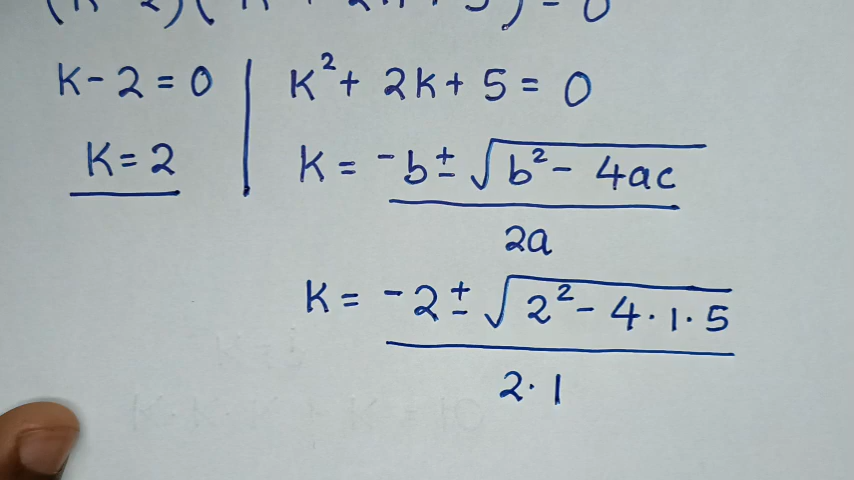 k - 2 = 0 | k² + 2k + 5 = 0
k = 2
k = -b ± √(b² - 4ac)
2a
k = -2 ± √(2² - 4·1·5)
2·1